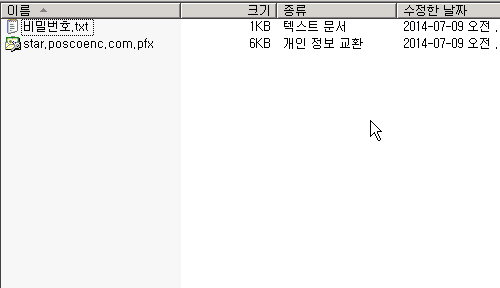 이름 크기 종류 수정한 날짜
비밀번호.txt 1KB 텍스트 문서 2014-07-09 오전
star.poscoenc.com.pfx 6KB 개인 정보 교환 2014-07-09 오전